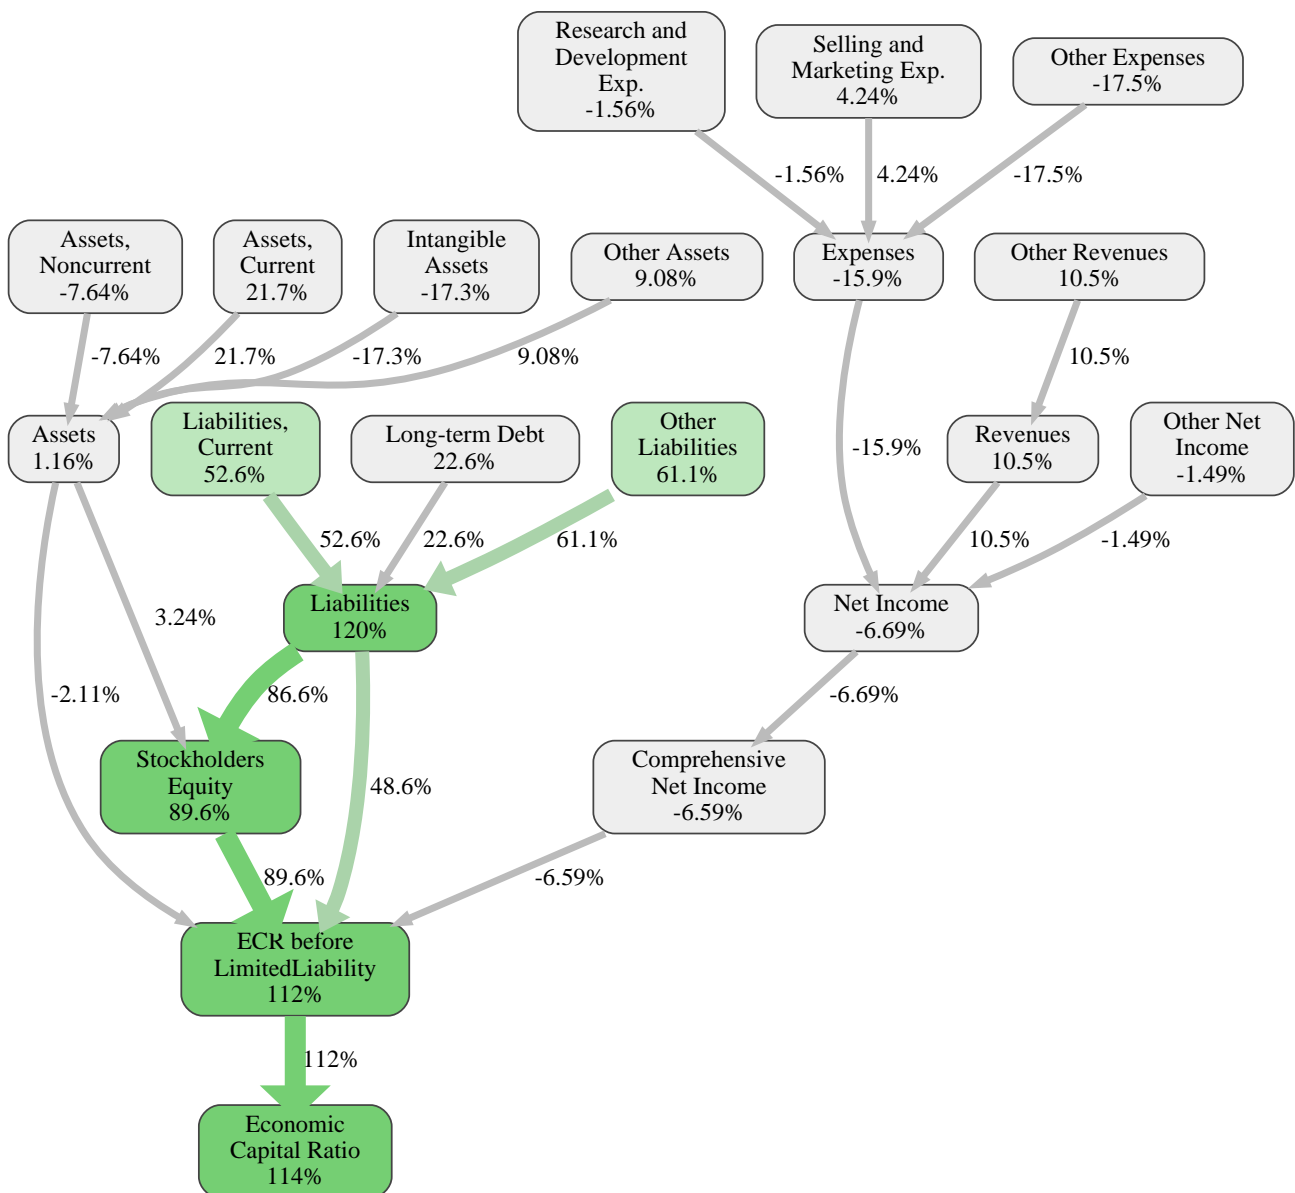 Research and
Development
Exp.
-1.56%
Selling and
Marketing Exp.
4.24%
Other Expenses
-17.5%
-1.56%
4.24%
-17.5%
Assets,
Noncurrent
-7.64%
Assets,
Current
21.7%
Intangible
Assets
-17.3%
Other Assets
9.08%
Expenses
-15.9%
Other Revenues
10.5%
-7.64%
21.7%
-17.3%
9.08%
10.5%
Assets
1.16%
Liabilities,
Current
52.6%
Long-term Debt
22.6%
Other
Liabilities
61.1%
-15.9%
Revenues
10.5%
Other Net
Income
-1.49%
52.6%
22.6%
61.1%
10.5%
-1.49%
3.24%
Liabilities
120%
Net Income
-6.69%
-2.11%
86.6%
-6.69%
Stockholders
Equity
89.6%
48.6%
Comprehensive
Net Income
-6.59%
89.6%
-6.59%
ECR before
LimitedLiability
112%
112%
Economic
Capital Ratio
114%